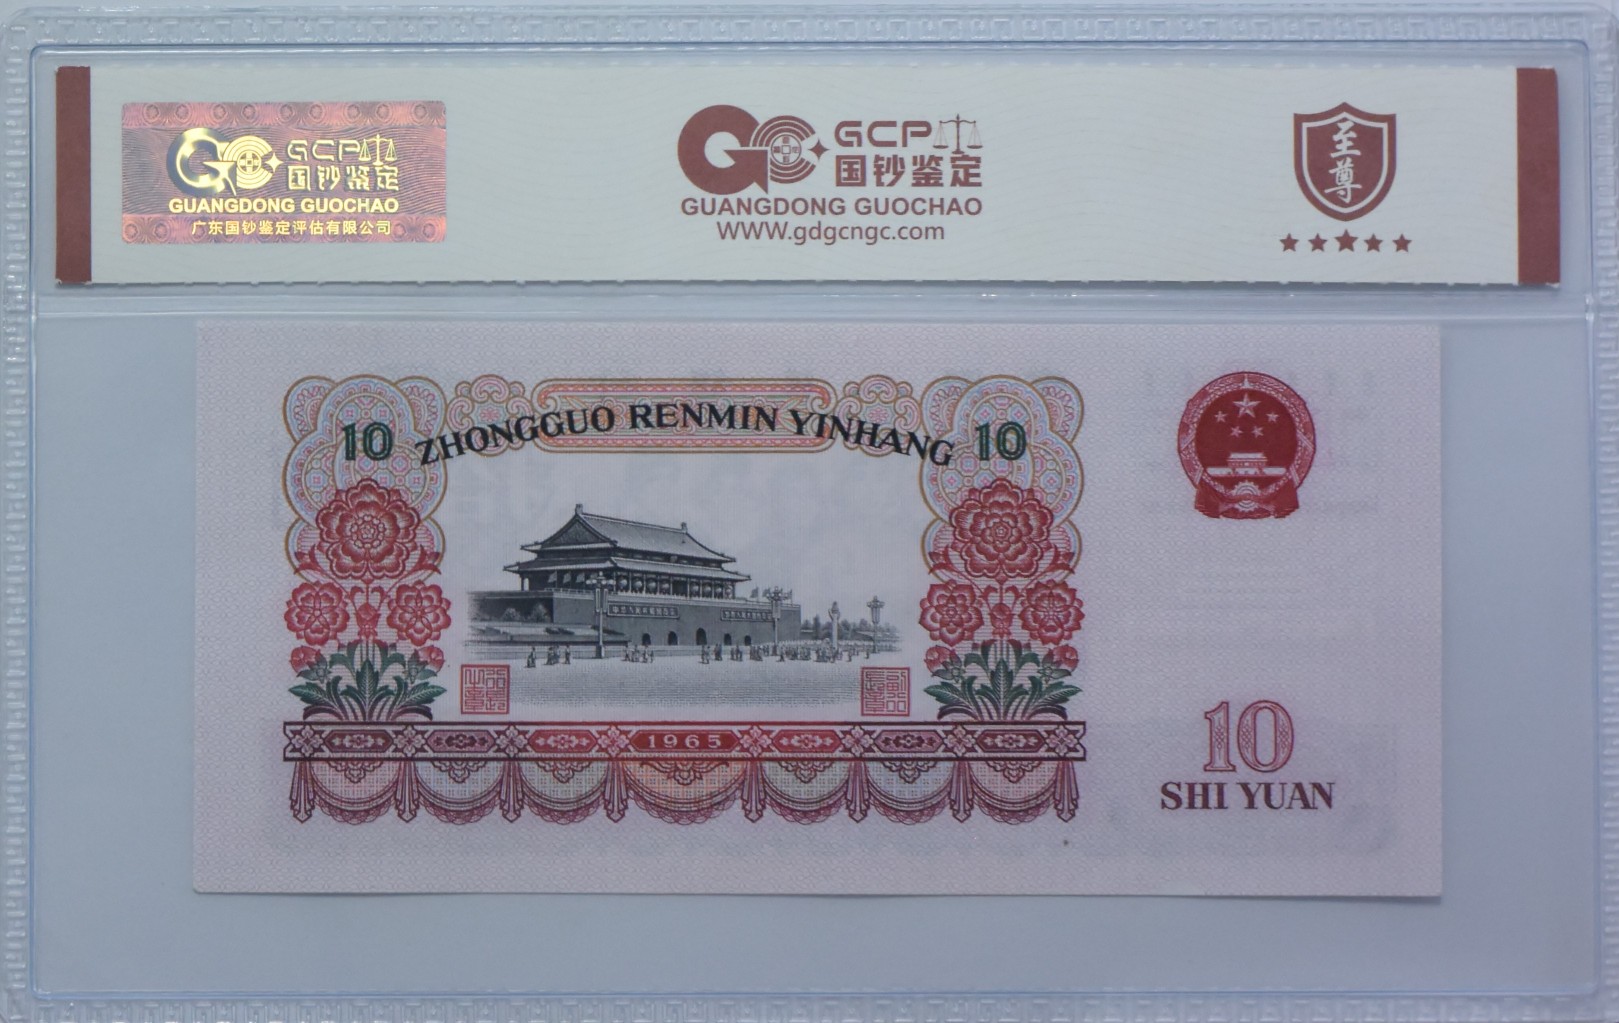 GCP
国钞鉴定
GUANGDONG GUOCHAO
广东国钞鉴定评估有限公司
GCP
国钞鉴定
GUANGDONG GUOCHAO
WWW.gdgcngc.com
至尊
10 ZHONGGUO RENMIN YINHANG 10
1965
10
SHI YUAN